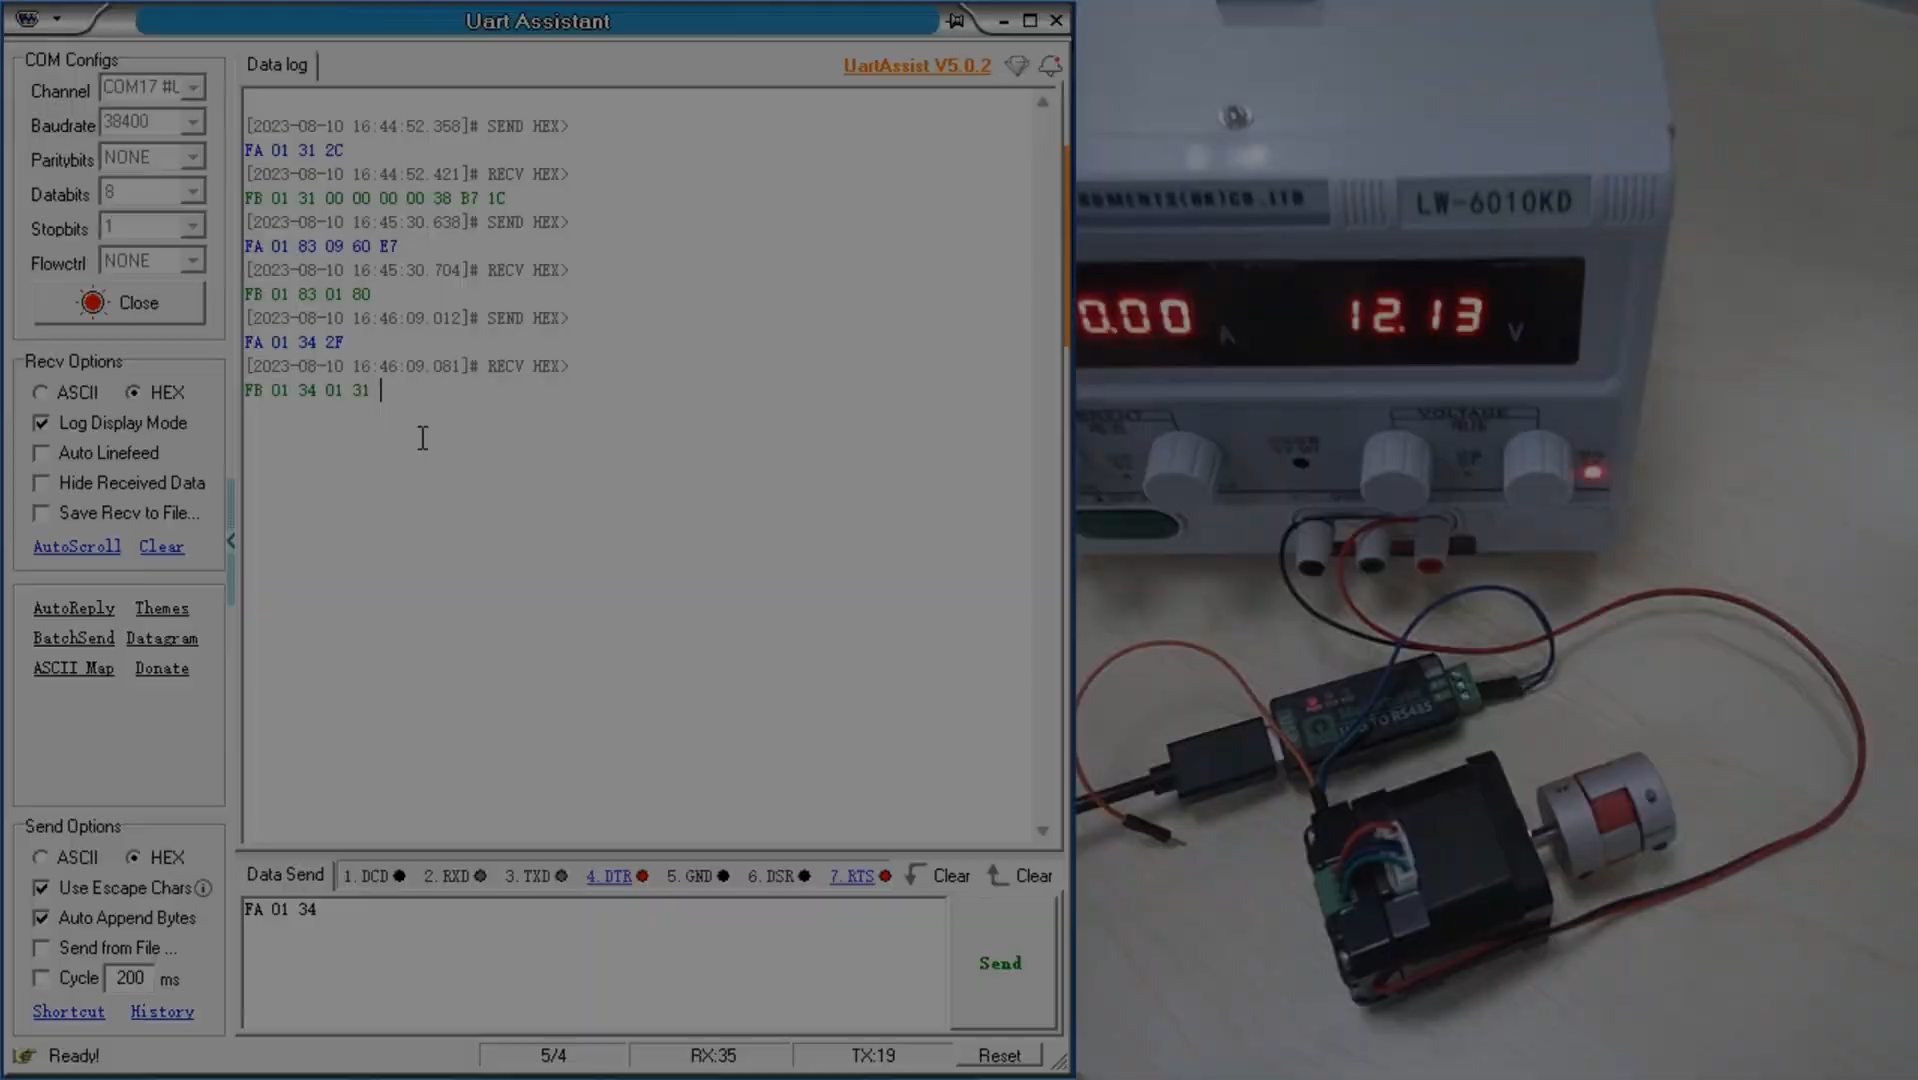 Uart Assistant
COM Configs
Channel COM17 #U
Baudrate 38400
Paritybits NONE
Databits 8
Stopbits 1
Flowctrl NONE
Close
Recv Options
ASCII HEX
Log Display Mode
Auto Linefeed
Hide Received Data
Save Recv to File...
AutoScroll Clear
AutoReply Themes
BatchSend Datagram
ASCII Map Donate
Send Options
ASCII HEX
Use Escape Chars
Auto Append Bytes
Send from File ...
Cycle 200 ms
Shortcut History
Data log
UartAssist V5.0.2
[2023-08-10 16:44:52.358]# SEND HEX>
FA 01 31 2C
[2023-08-10 16:44:52.421]# RECV HEX>
FB 01 31 00 00 00 00 38 B7 1C
[2023-08-10 16:45:30.638]# SEND HEX>
FA 01 83 09 60 E7
[2023-08-10 16:45:30.704]# RECV HEX>
FB 01 83 01 80
[2023-08-10 16:46:09.012]# SEND HEX>
FA 01 34 2F
[2023-08-10 16:46:09.081]# RECV HEX>
FB 01 34 01 31
Data Send 1.DCD 2.RXD 3.TXD 4.DTR 5.GND 6.DSR 7.RTS Clear Clear
FA 01 34
Send
Ready! 5/4 RX:35 TX:19 Reset
CO.,LTD
LW-6010KD
0.00 A 12.13 V
VOLTAGE
TO RS485